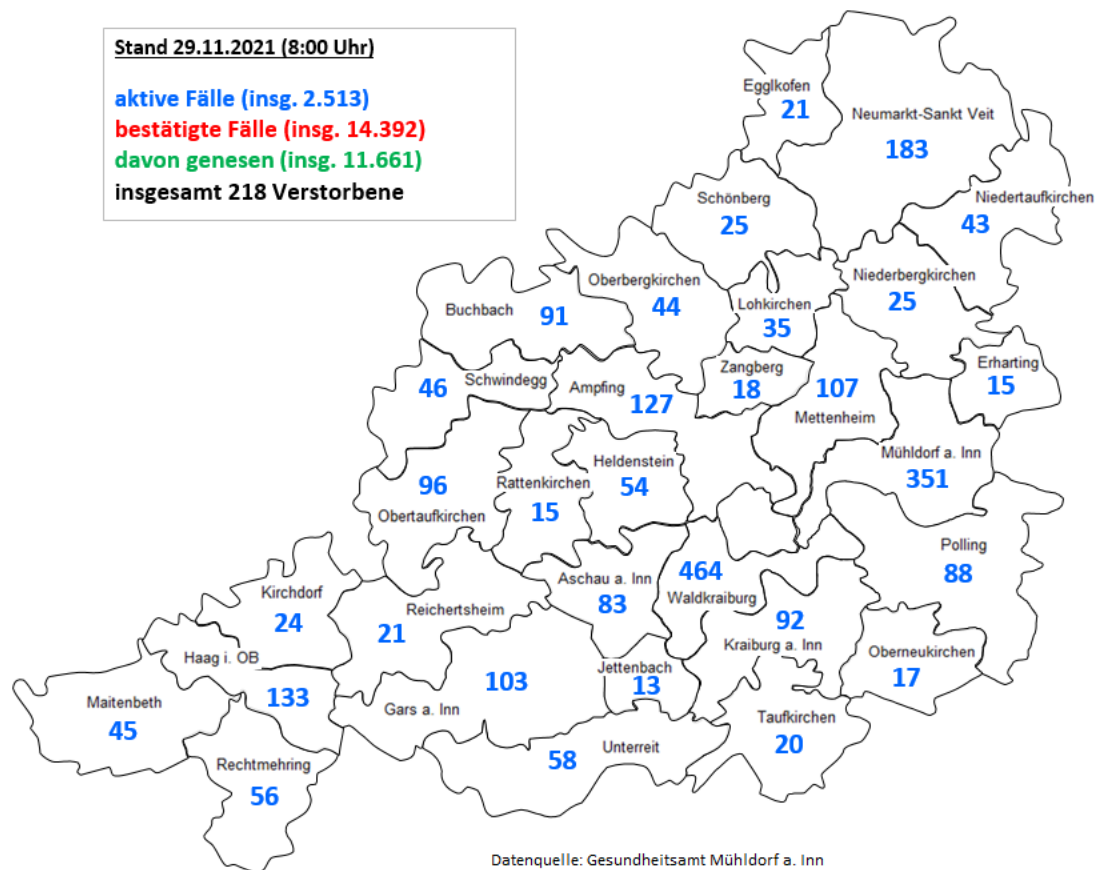 Stand 29.11.2021 (8:00 Uhr)
aktive Fälle (insg. 2.513)
bestätigte Fälle (insg. 14.392)
davon genesen (insg. 11.661)
insgesamt 218 Verstorbene
Egglkofen
21
Neumarkt-Sankt Veit
183
Niedertaufkirchen
43
Schönberg
25
Oberbergkirchen
44
Lohkirchen
35
Niederbergkirchen
25
Buchbach 91
46 Schwindegg
Ampfing
127
Zangberg
18
107
Mettenheim
Erharting
15
Mühldorf a. Inn
351
96
Obertaufkirchen
Rattenkirchen
15
Heldenstein
54
Polling
88
Kirchdorf
24
Reichertsheim
21
Aschau a. Inn
83
464
Waldkraiburg
92
Kraiburg a. Inn
Oberneukirchen
17
Haag i. OB
133
Maitenbeth
45
103
Gars a. Inn
Jettenbach
13
Taufkirchen
20
Unterreit
58
Rechtmehring
56
Datenquelle: Gesundheitsamt Mühldorf a. Inn